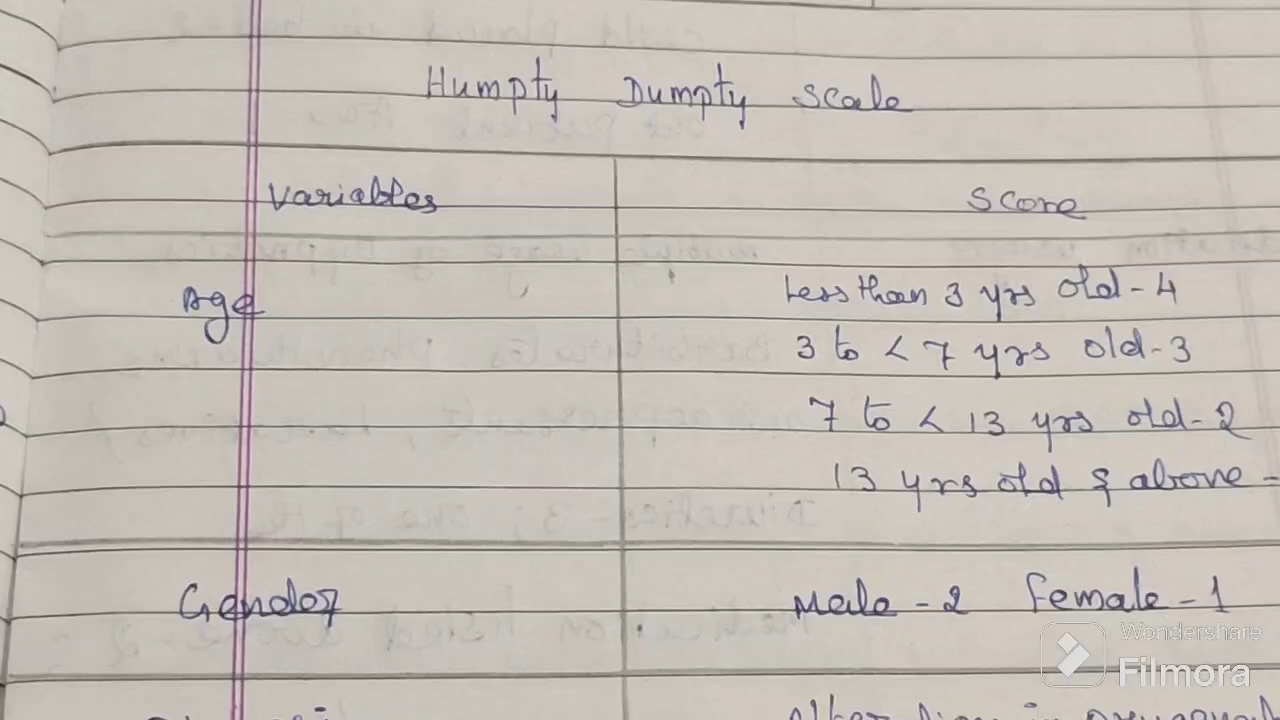 Humpty Dumpty Scale
Variables Score
Age Less than 3 yrs old-4
3 to < 7 yrs old-3
7 to < 13 yrs old-2
13 yrs old & above-
Gender Male-2 Female-1
Wondershare
Filmora
in